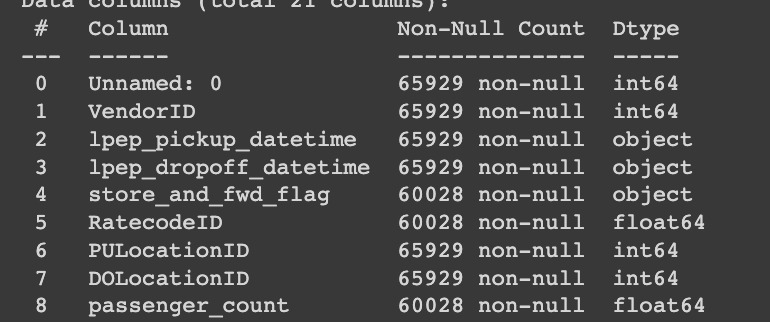 Data columns (total 21 columns):
 #   Column                 Non-Null Count  Dtype
---  ------                 --------------  -----
 0   Unnamed: 0             65929 non-null  int64
 1   VendorID               65929 non-null  int64
 2   lpep_pickup_datetime   65929 non-null  object
 3   lpep_dropoff_datetime  65929 non-null  object
 4   store_and_fwd_flag     60028 non-null  object
 5   RatecodeID             60028 non-null  float64
 6   PULocationID           65929 non-null  int64
 7   DOLocationID           65929 non-null  int64
 8   passenger_count        60028 non-null  float64